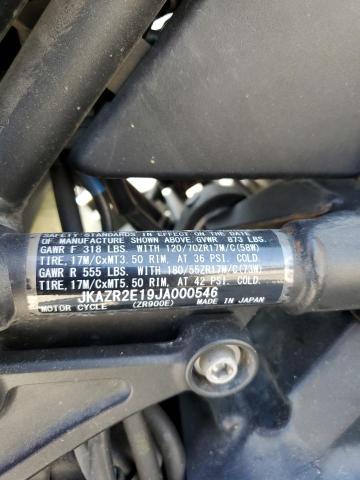 SAFETY STANDARDS IN EFFECT ON THE DATE
OF MANUFACTURE SHOWN ABOVE. GVWR 873 LBS.
GAWR F 318 LBS. WITH 120/70ZR17M/C(58W)
TIRE, 17M/CxMT3.50 RIM, AT 36 PSI. COLD.
GAWR R 555 LBS. WITH 180/55ZR17M/C(73W)
TIRE, 17M/CxMT5.50 RIM, AT 42 PSI. COLD.
JKAZR2E19JA000546
MOTOR CYCLE (ZR900E) MADE IN JAPAN